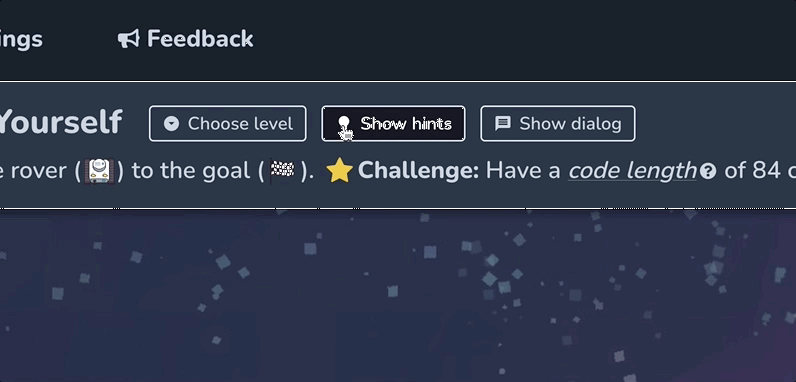 ings Feedback
Yourself Choose level Show hints Show dialog
e rover ( ) to the goal ( ). Challenge: Have a code length of 84 c